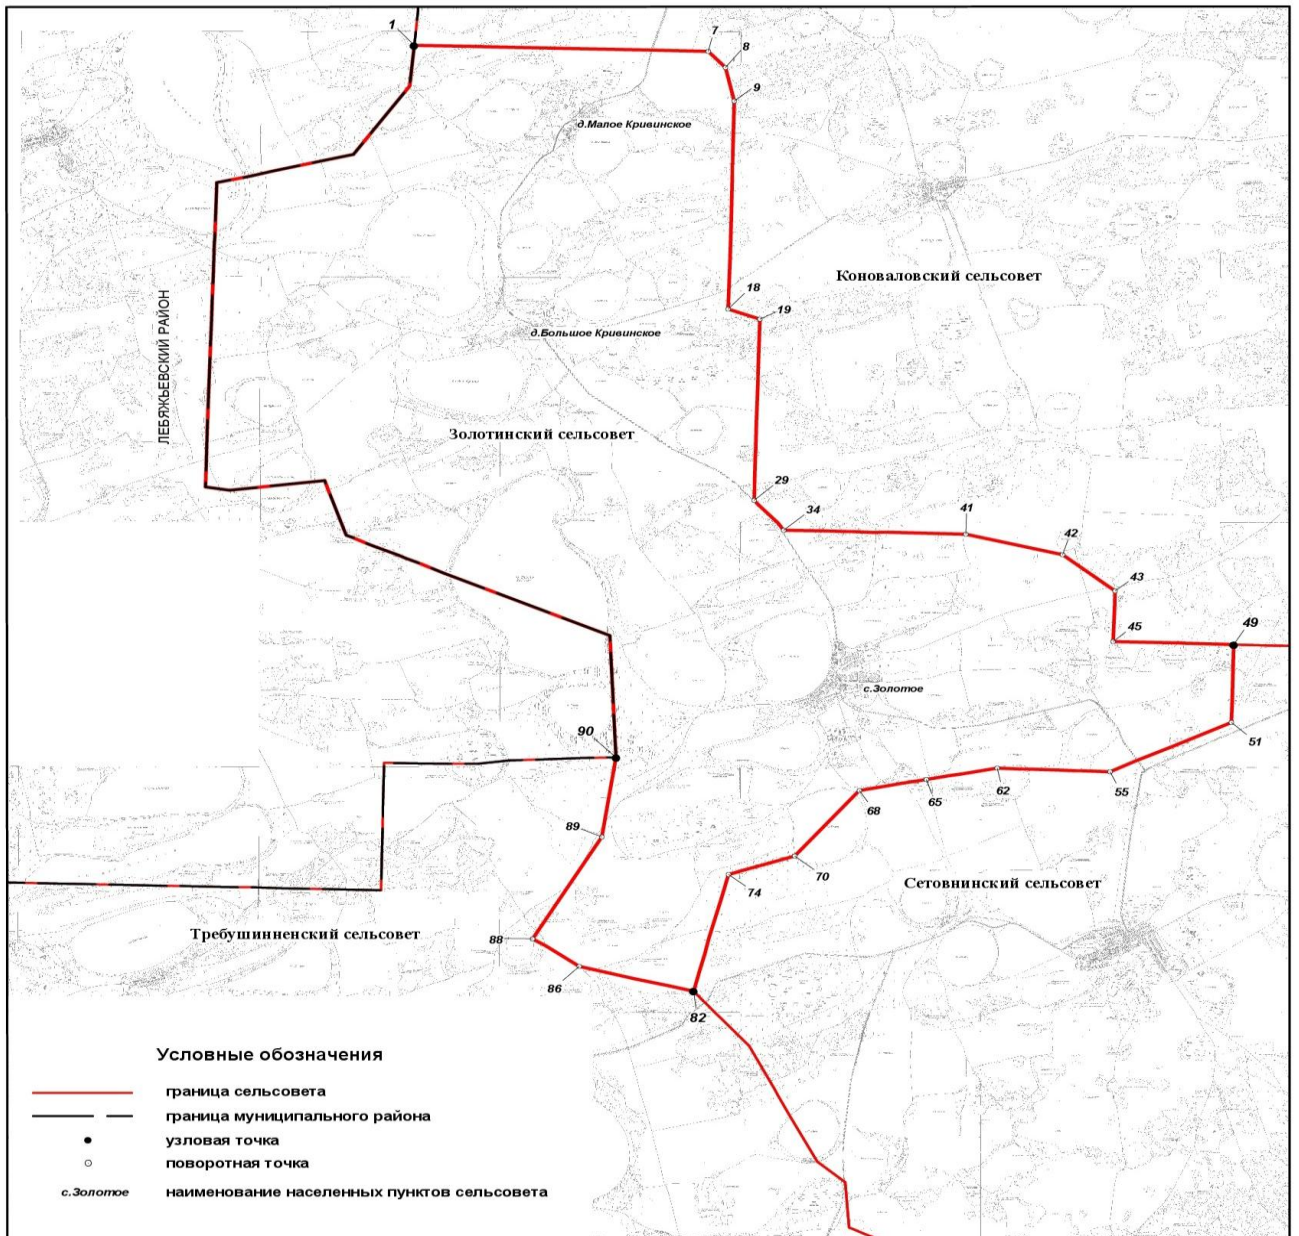 1
7
8
9
д.Малое Кривинское
Коноваловский сельсовет
18
19
д.Большое Кривинское
ЛЕБЯЖЬЕВСКИЙ РАЙОН
Золотинский сельсовет
29
34
41
42
43
45
49
с.Золотое
51
90
55
62
65
68
89
70
74
Сетовнинский сельсовет
Требушинненский сельсовет
88
86
82
Условные обозначения
граница сельсовета
граница муниципального района
узловая точка
поворотная точка
с.Золотое наименование населенных пунктов сельсовета